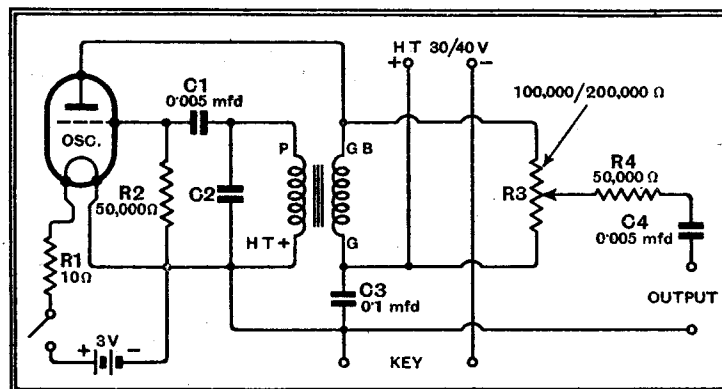 HT 30/40 V
+ -
C1
0·005 mfd
100,000/200,000 Ω
OSC.
P
G B
R4
50,000 Ω
R2
50,000Ω
C2
R3
C4
0·005 mfd
HT+
G
R1
10Ω
C3
0·1 mfd
OUTPUT
+ 3V -
KEY